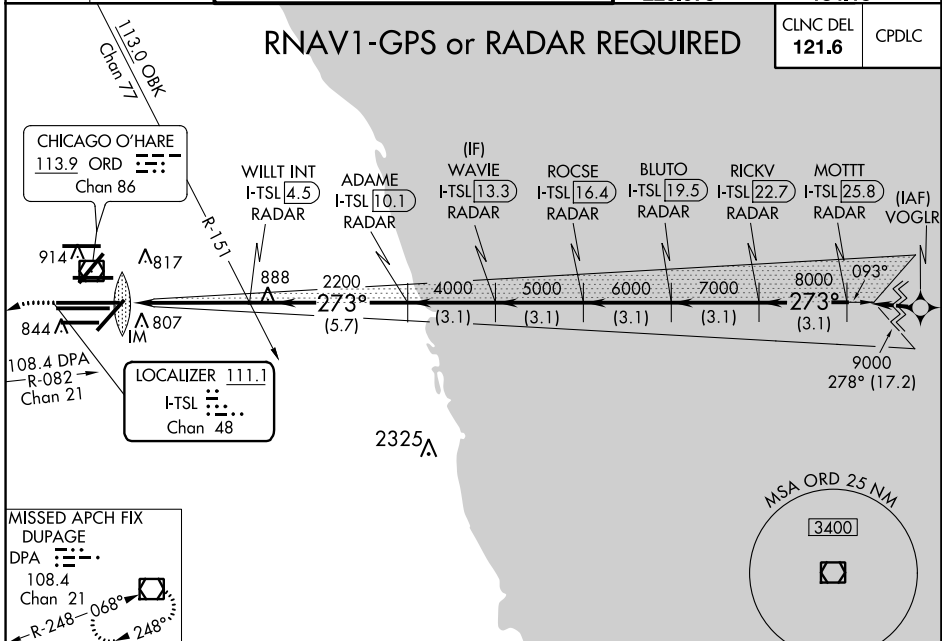 RNAV1-GPS or RADAR REQUIRED
CLNC DEL
121.6
CPDLC
113.0 OBK
Chan 77
CHICAGO O'HARE
113.9 ORD
Chan 86
R-151
WILLT INT
I-TSL 4.5
RADAR
ADAME
I-TSL 10.1
RADAR
(IF)
WAVIE
I-TSL 13.3
RADAR
ROCSE
I-TSL 16.4
RADAR
BLUTO
I-TSL 19.5
RADAR
RICKV
I-TSL 22.7
RADAR
MOTTT
I-TSL 25.8
RADAR
(IAF)
VOGLR
914
817
888
2200
4000
5000
6000
7000
8000
093°
273°
273°
(5.7)
(3.1)
(3.1)
(3.1)
(3.1)
(3.1)
844
807
IM
9000
278° (17.2)
108.4 DPA
R-082
Chan 21
LOCALIZER 111.1
I-TSL
Chan 48
2325
MSA ORD 25 NM
3400
MISSED APCH FIX
DUPAGE
DPA
108.4
Chan 21
R-248
068°
248°